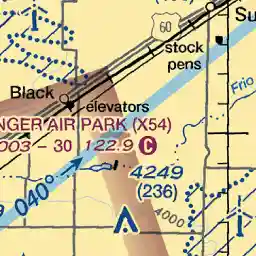 60
Su
stock
pens
Black
elevators
Frio
NGER AIR PARK (X54)
003 - 30 122.9 C
040°
4249
(236)
4000